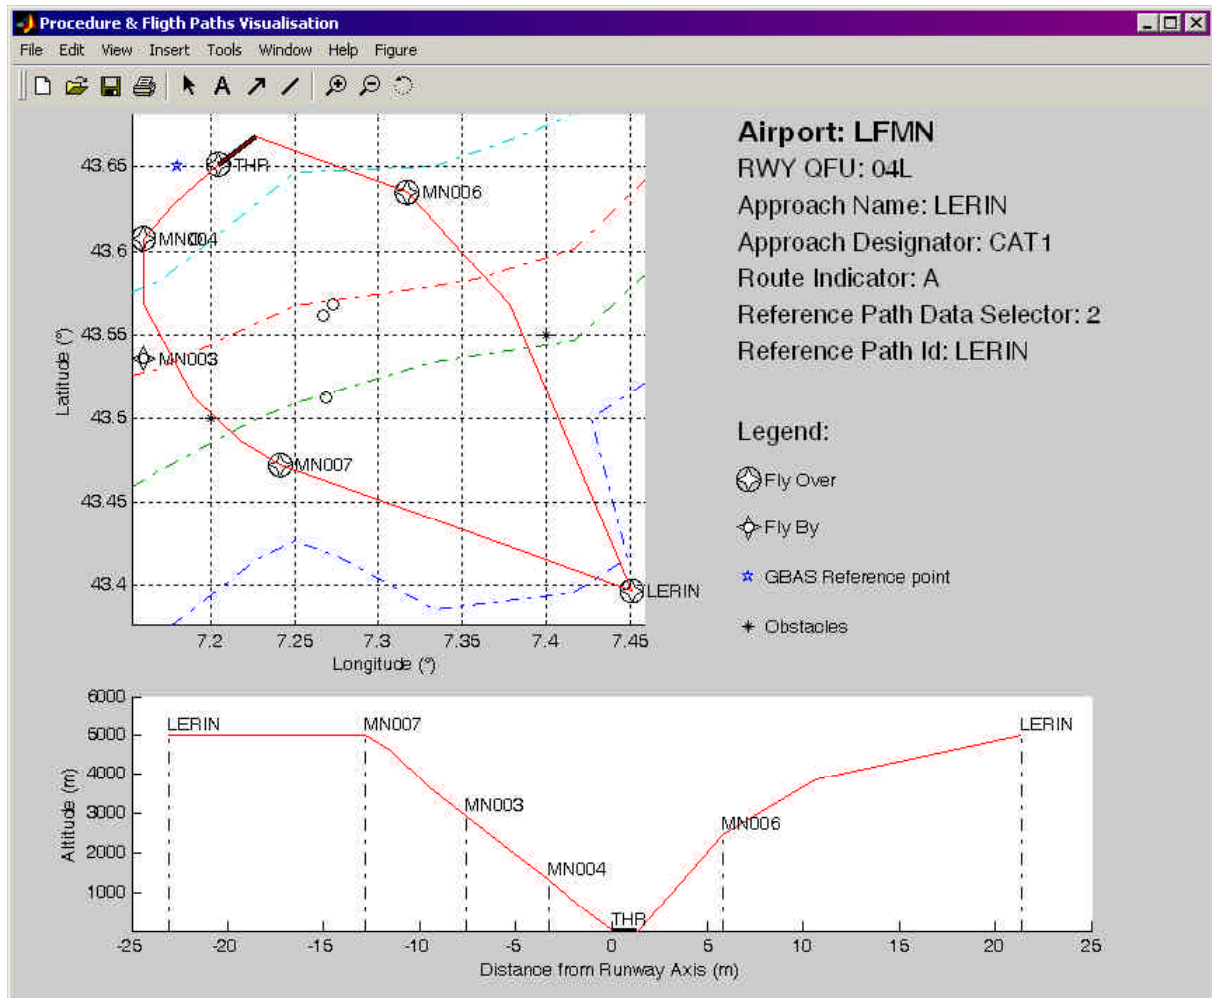 Procedure & Fligth Paths Visualisation
File Edit View Insert Tools Window Help Figure
Airport: LFMN
RWY QFU: 04L
Approach Name: LERIN
Approach Designator: CAT1
Route Indicator: A
Reference Path Data Selector: 2
Reference Path Id: LERIN
Legend:
Fly Over
Fly By
GBAS Reference point
Obstacles
43.65
43.6
43.55
43.5
43.45
43.4
Latitude (°)
THR
MN006
MN004
MN003
MN007
LERIN
7.2 7.25 7.3 7.35 7.4 7.45
Longitude (°)
6000
5000
4000
3000
2000
1000
Altitude (m)
LERIN MN007 LERIN
MN003
MN006
MN004
THR
-25 -20 -15 -10 -5 0 5 10 15 20 25
Distance from Runway Axis (m)